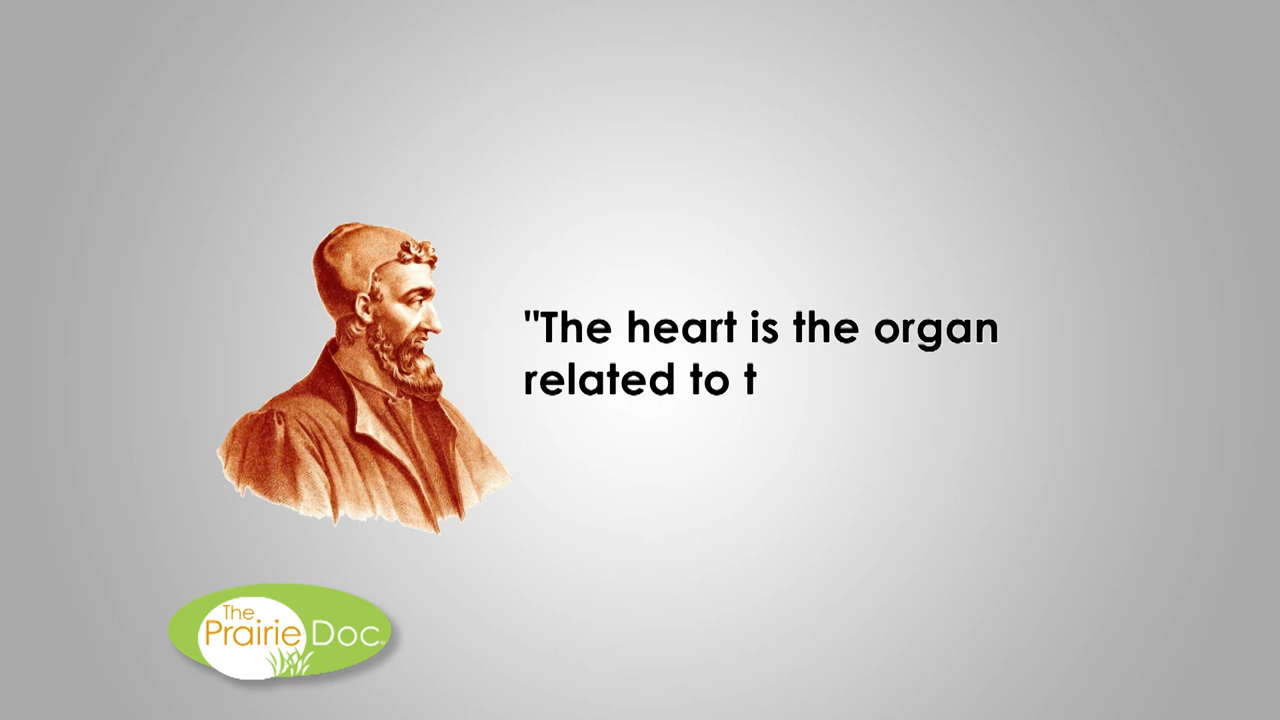 "The heart is the organ
related to t
The
Prairie Doc